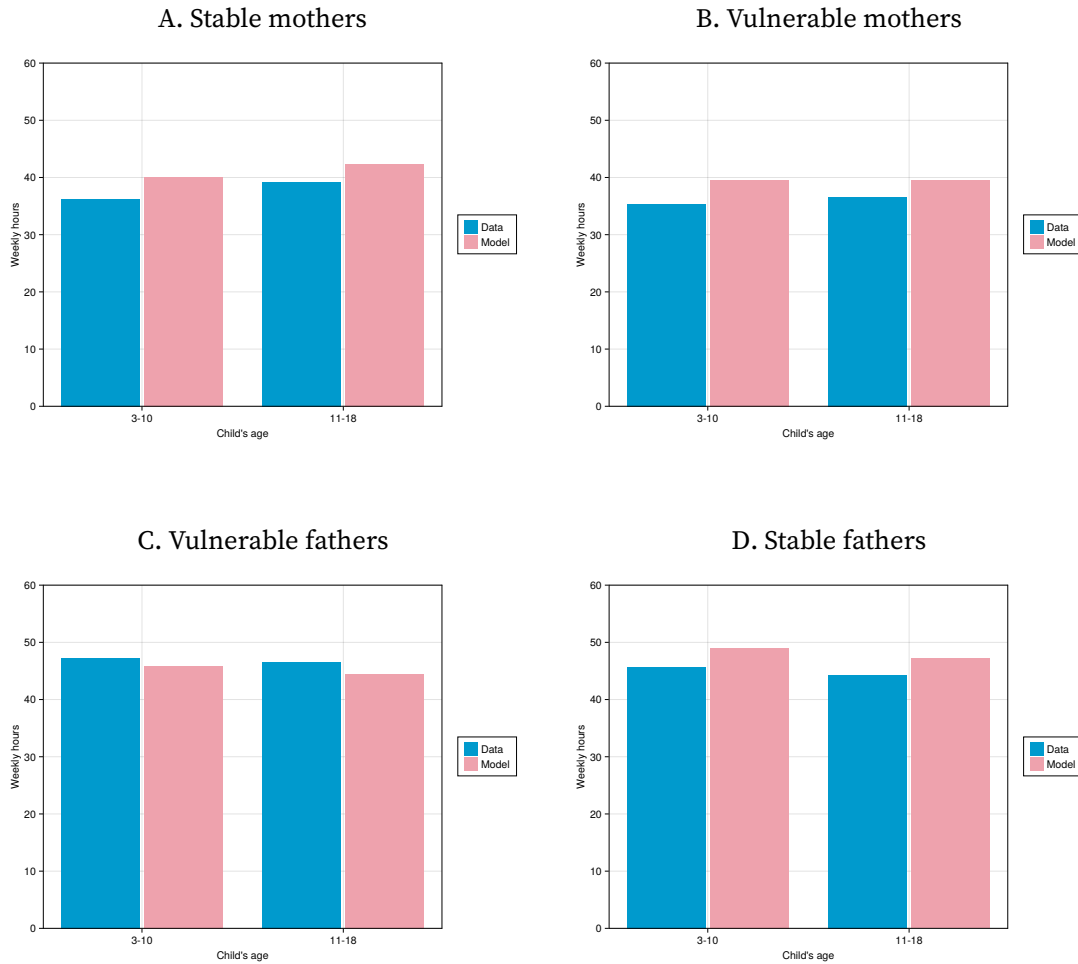 A. Stable mothers
60
50
40
30
20
10
0
Weekly hours
3-10
11-18
Child's age
Data
Model
B. Vulnerable mothers
60
50
40
30
20
10
0
Weekly hours
3-10
11-18
Child's age
Data
Model
C. Vulnerable fathers
60
50
40
30
20
10
0
Weekly hours
3-10
11-18
Child's age
Data
Model
D. Stable fathers
60
50
40
30
20
10
0
Weekly hours
3-10
11-18
Child's age
Data
Model